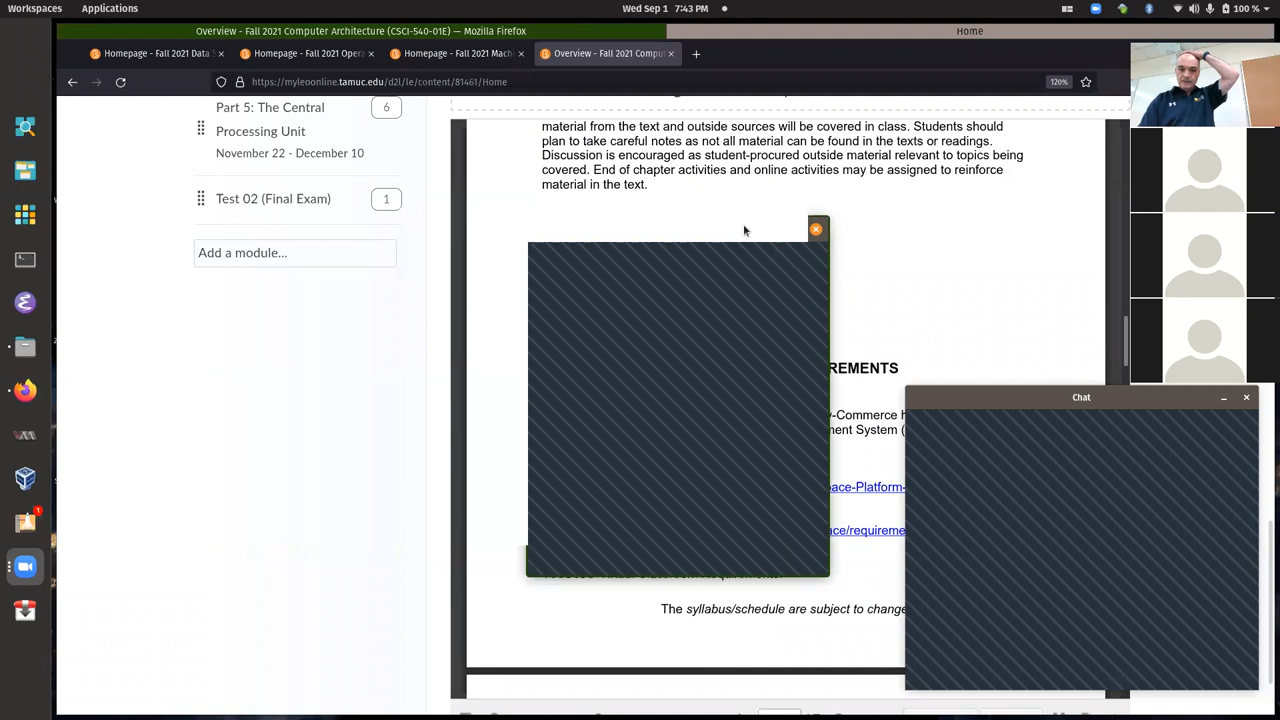 Workspaces
Applications
Wed Sep 1 7:43 PM
100 %
Overview - Fall 2021 Computer Architecture (CSCI-540-01E) — Mozilla Firefox
Home
Homepage - Fall 2021 Data S
Homepage - Fall 2021 Opera
Homepage - Fall 2021 Machi
Overview - Fall 2021 Comput
https://myleoonline.tamuc.edu/d2l/le/content/81461/Home
120%
Part 5: The Central
Processing Unit
6
November 22 - December 10
Test 02 (Final Exam)
1
Add a module...
material from the text and outside sources will be covered in class. Students should
plan to take careful notes as not all material can be found in the texts or readings.
Discussion is encouraged as student-procured outside material relevant to topics being
covered. End of chapter activities and online activities may be assigned to reinforce
material in the text.
REMENTS
y-Commerce h
ment System (
pace-Platform-
ace/requireme
The syllabus/schedule are subject to change
Chat
1